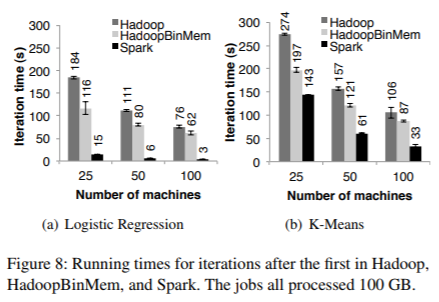 300
250
200
150
100
50
0
Iteration time (s)
184
116
15
111
80
6
76
62
3
Hadoop
HadoopBinMem
Spark
25 50 100
Number of machines
(a) Logistic Regression
300
250
200
150
100
50
0
Iteration time (s)
274
197
143
157
121
61
106
87
33
Hadoop
HadoopBinMem
Spark
25 50 100
Number of machines
(b) K-Means
Figure 8: Running times for iterations after the first in Hadoop,
HadoopBinMem, and Spark. The jobs all processed 100 GB.